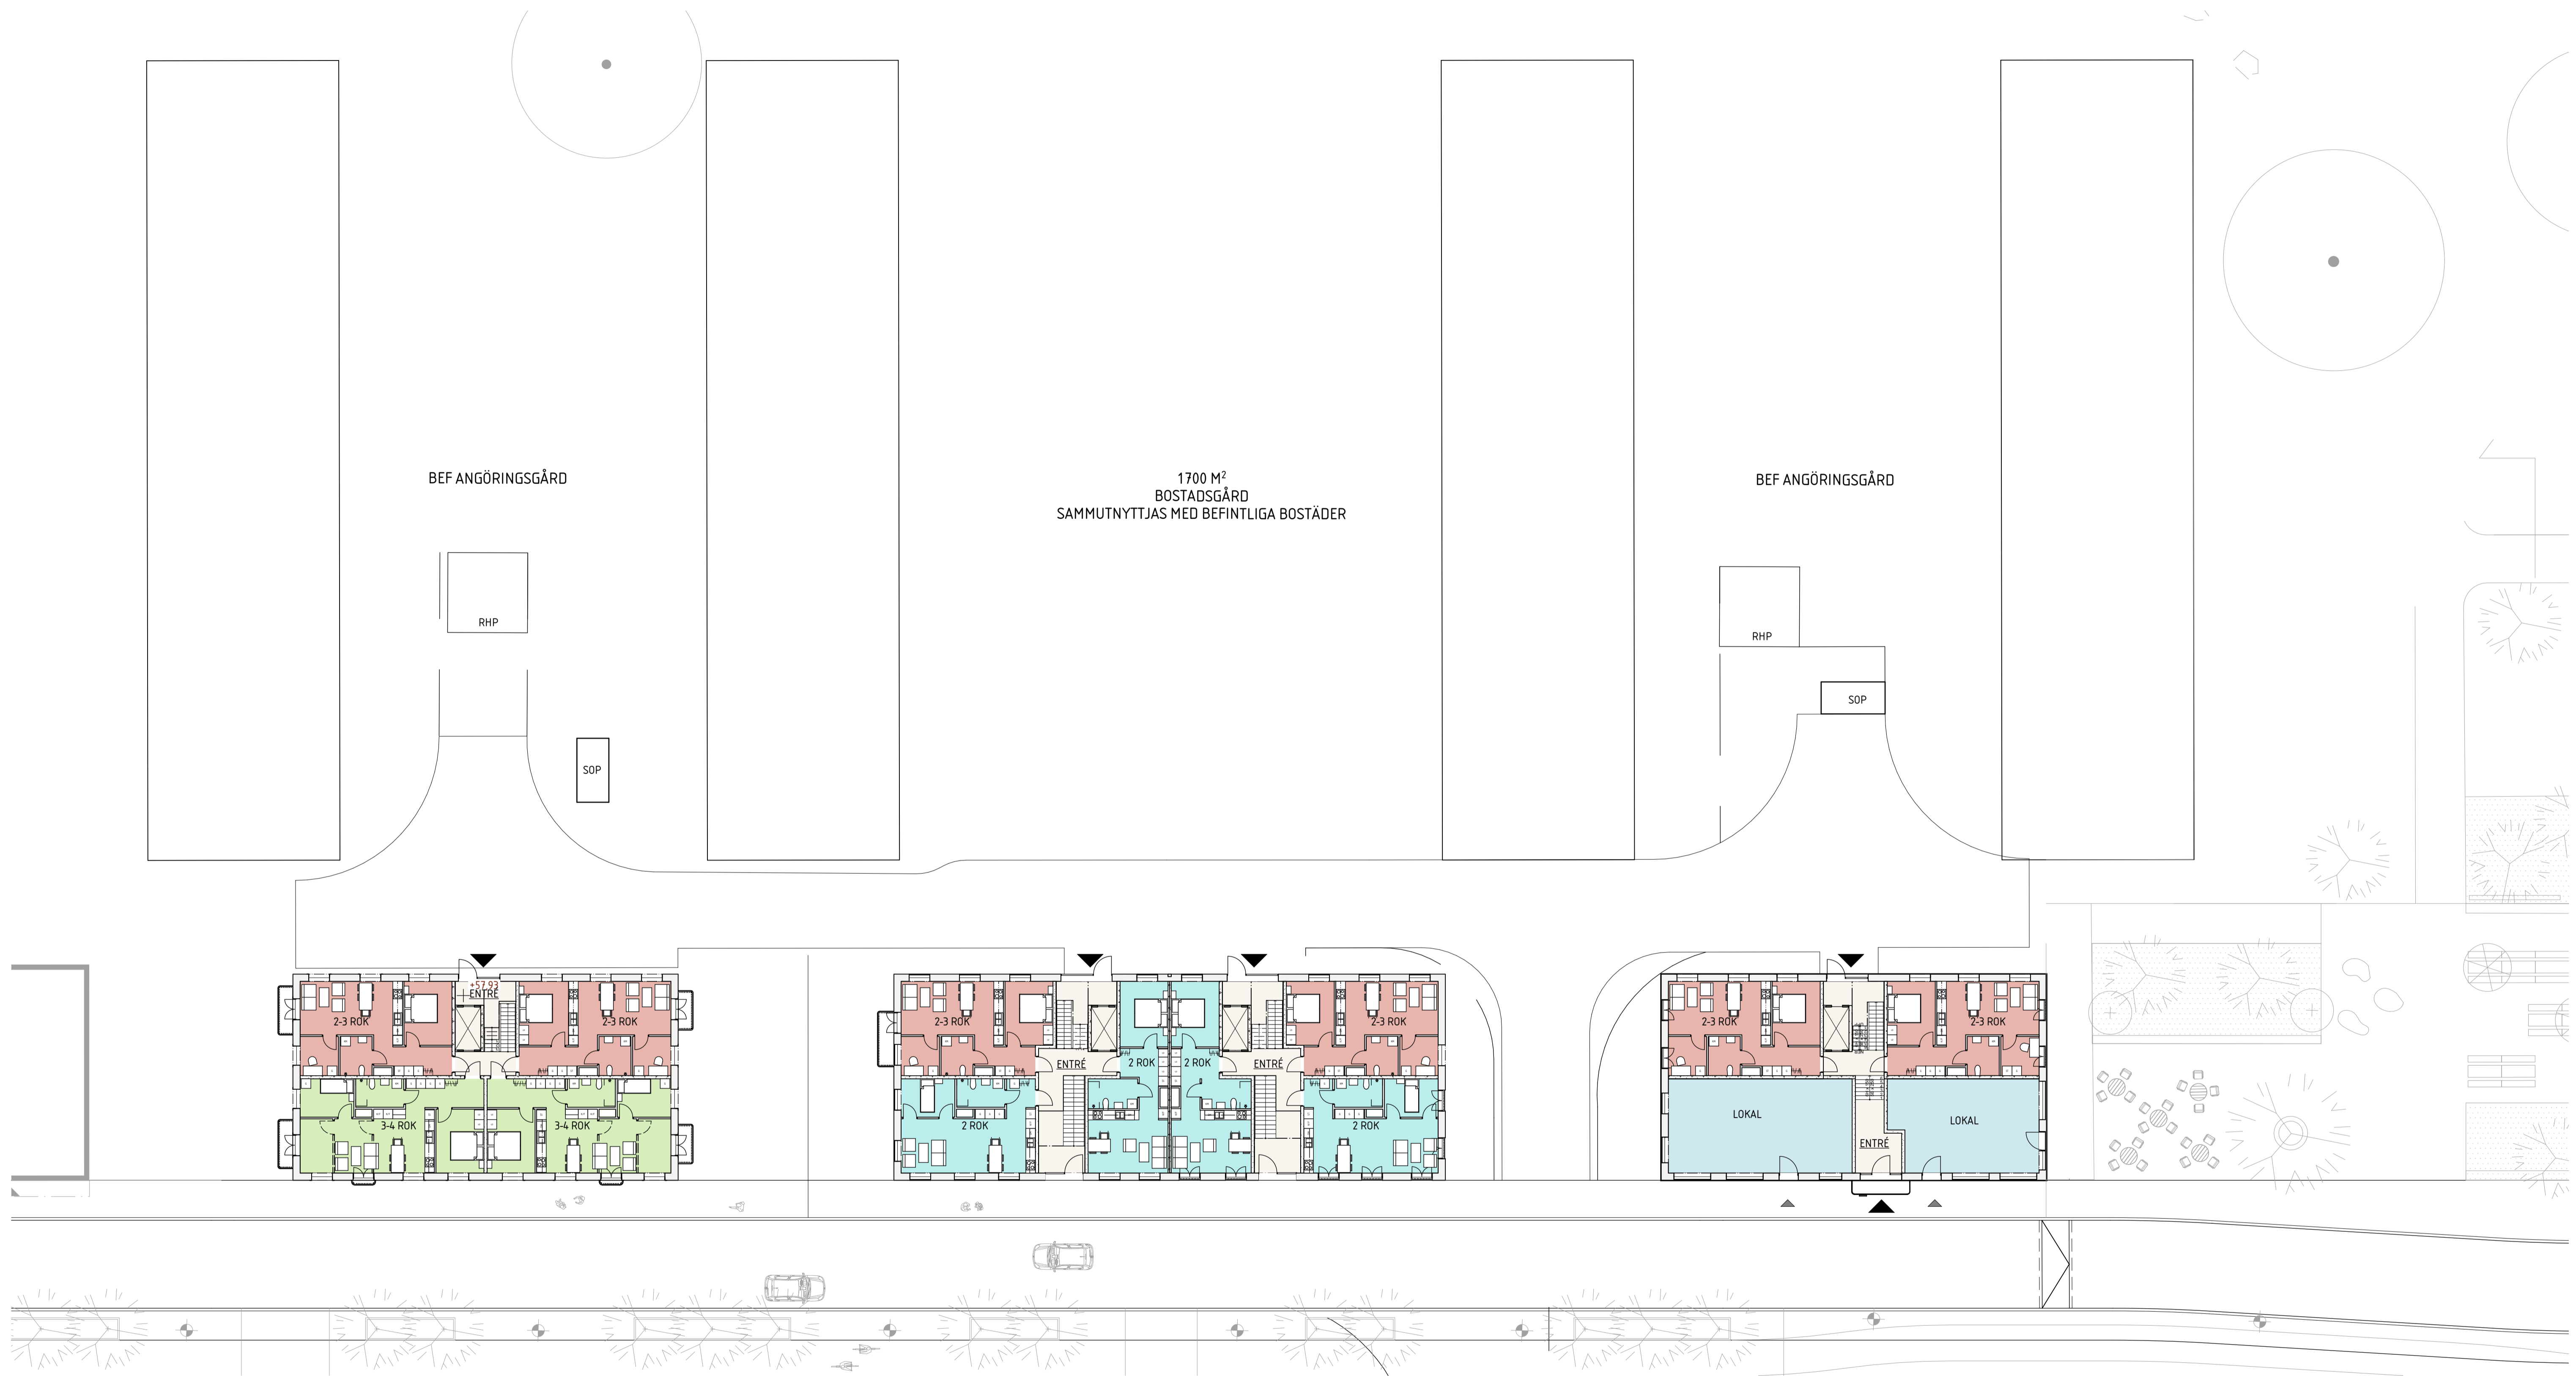 BEF ANGÖRINGSGÅRD
1700 M²
BOSTADSGÅRD
SAMMUTNYTTJAS MED BEFINTLIGA BOSTÄDER
BEF ANGÖRINGSGÅRD
RHP
RHP
SOP
SOP
+57.93
ENTRÉ
2-3 ROK
2-3 ROK
3-4 ROK
3-4 ROK
2-3 ROK
2-3 ROK
ENTRÉ
2 ROK
2 ROK
ENTRÉ
2 ROK
2 ROK
2-3 ROK
2-3 ROK
LOKAL
LOKAL
ENTRÉ